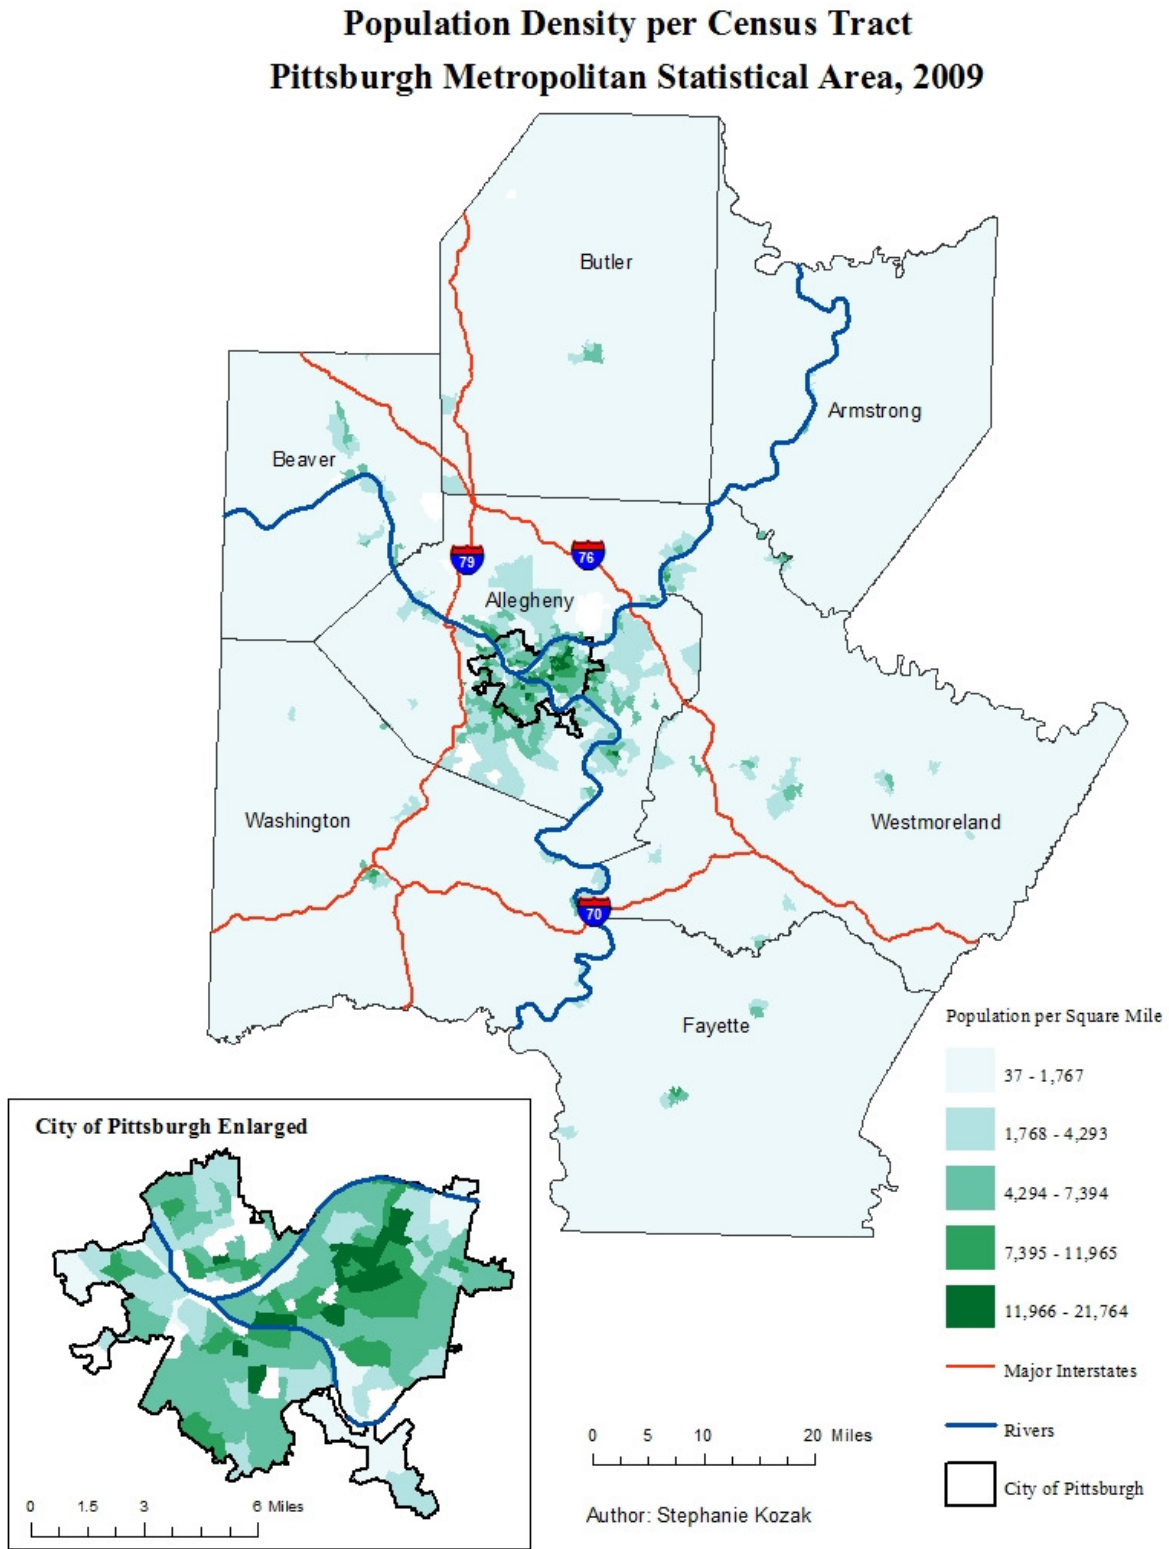 Population Density per Census Tract
Pittsburgh Metropolitan Statistical Area, 2009
Butler
Armstrong
Beaver
79
76
Allegheny
Washington
Westmoreland
70
Fayette
Population per Square Mile
37 - 1,767
1,768 - 4,293
4,294 - 7,394
7,395 - 11,965
11,966 - 21,764
Major Interstates
Rivers
City of Pittsburgh
City of Pittsburgh Enlarged
0 1.5 3 6 Miles
0 5 10 20 Miles
Author: Stephanie Kozak